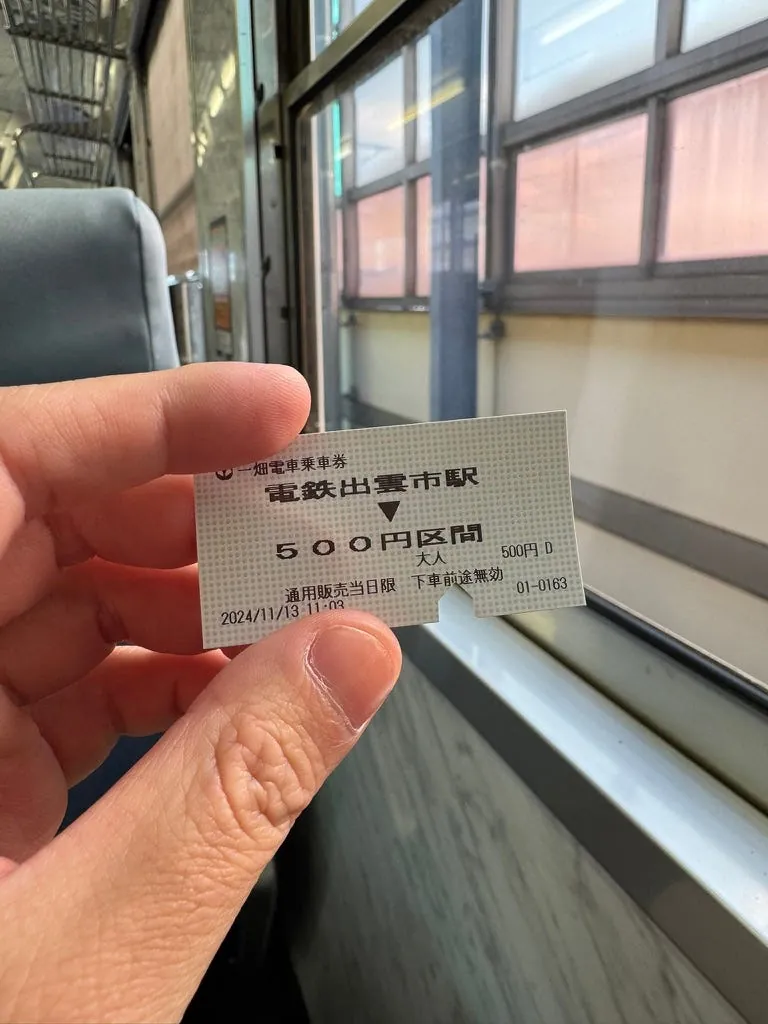 一畑電車乗車券
電鉄出雲市駅
▼
５００円区間
大人 500円 D
通用販売当日限 下車前途無効
2024/11/13 11:03 01-0163